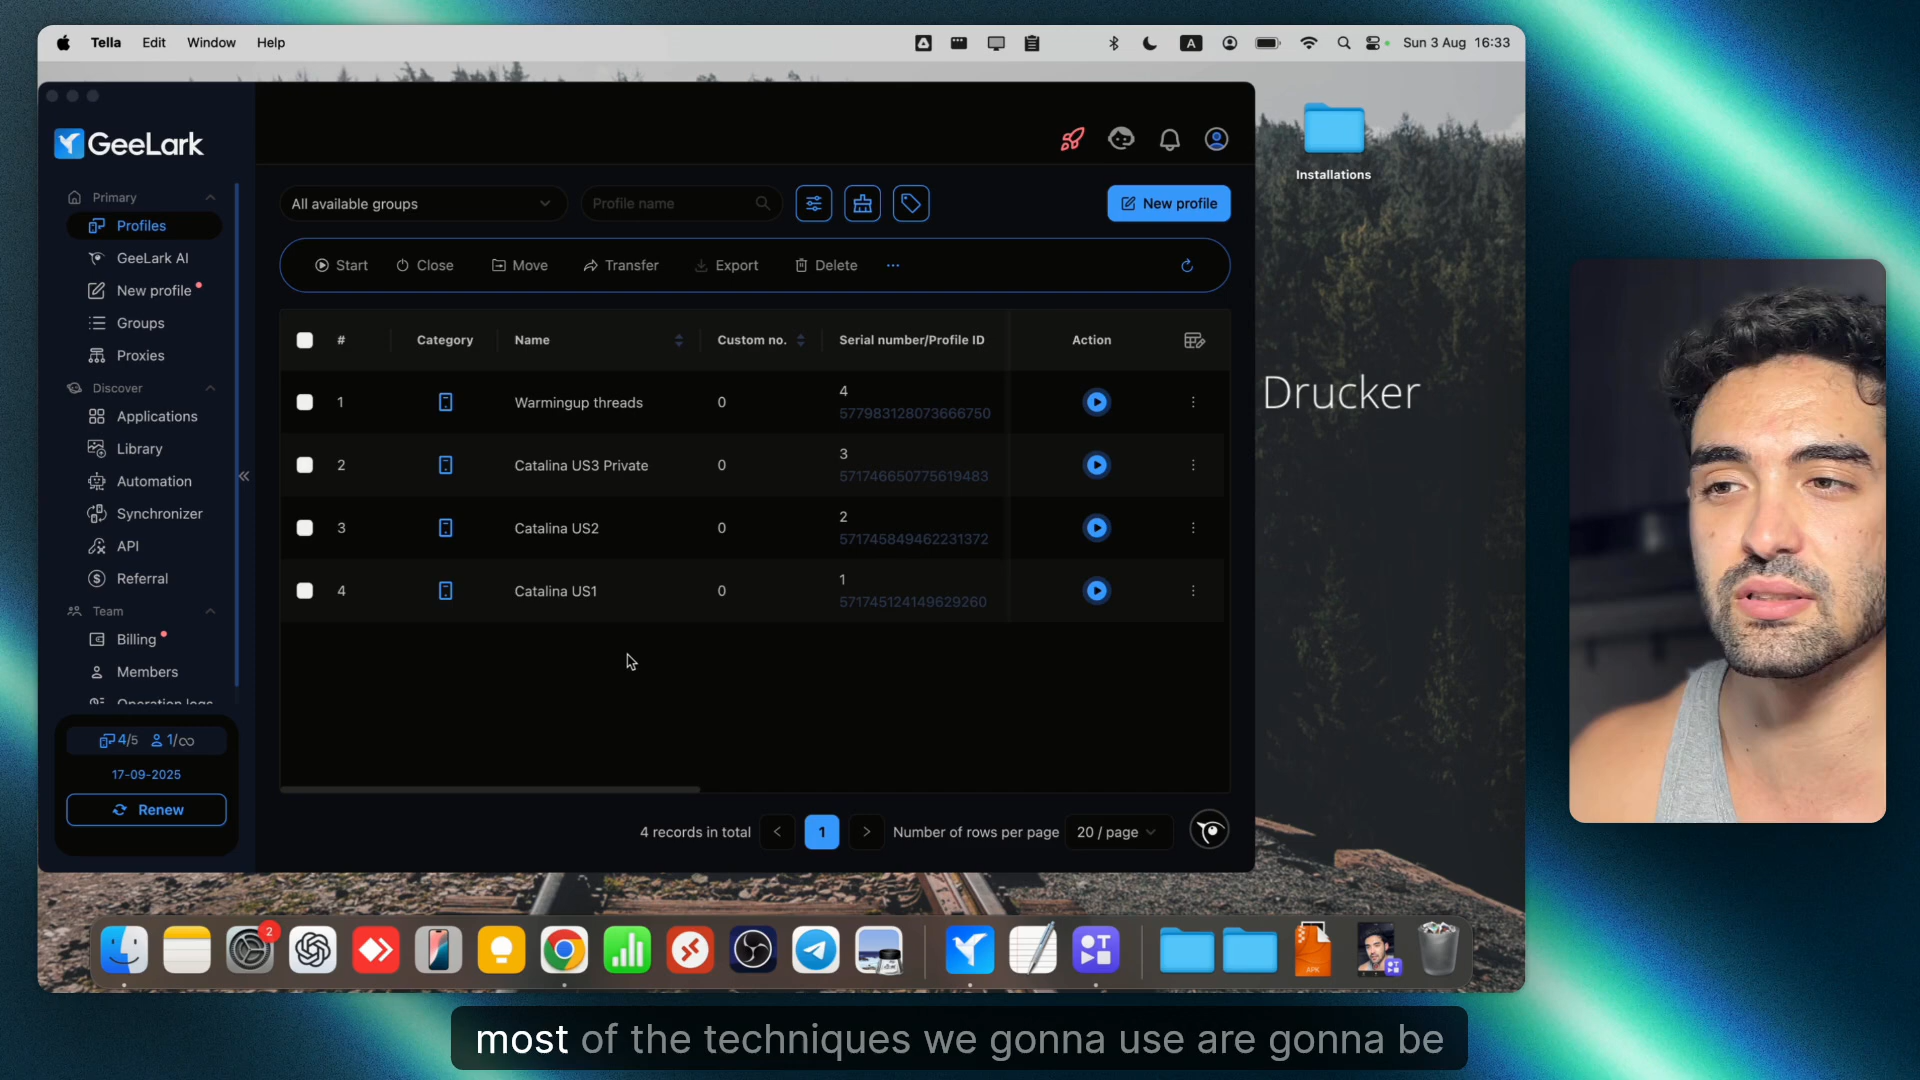 Tella Edit Window Help
A
Sun 3 Aug 16:33
GeeLark
Primary
Profiles
GeeLark AI
New profile
Groups
Proxies
Discover
Applications
Library
Automation
Synchronizer
API
Referral
Team
Billing
Members
Operation logs
4/5 1/∞
17-09-2025
Renew
All available groups
Profile name
New profile
Start Close Move Transfer Export Delete ···
# Category Name Custom no. Serial number/Profile ID Action
1 Warmingup threads 0 4
577983128073666750
2 Catalina US3 Private 0 3
571746650775619483
3 Catalina US2 0 2
571745849462231372
4 Catalina US1 0 1
571745124149629260
4 records in total < 1 > Number of rows per page 20 / page
Installations
Drucker
2
APK
most of the techniques we gonna use are gonna be